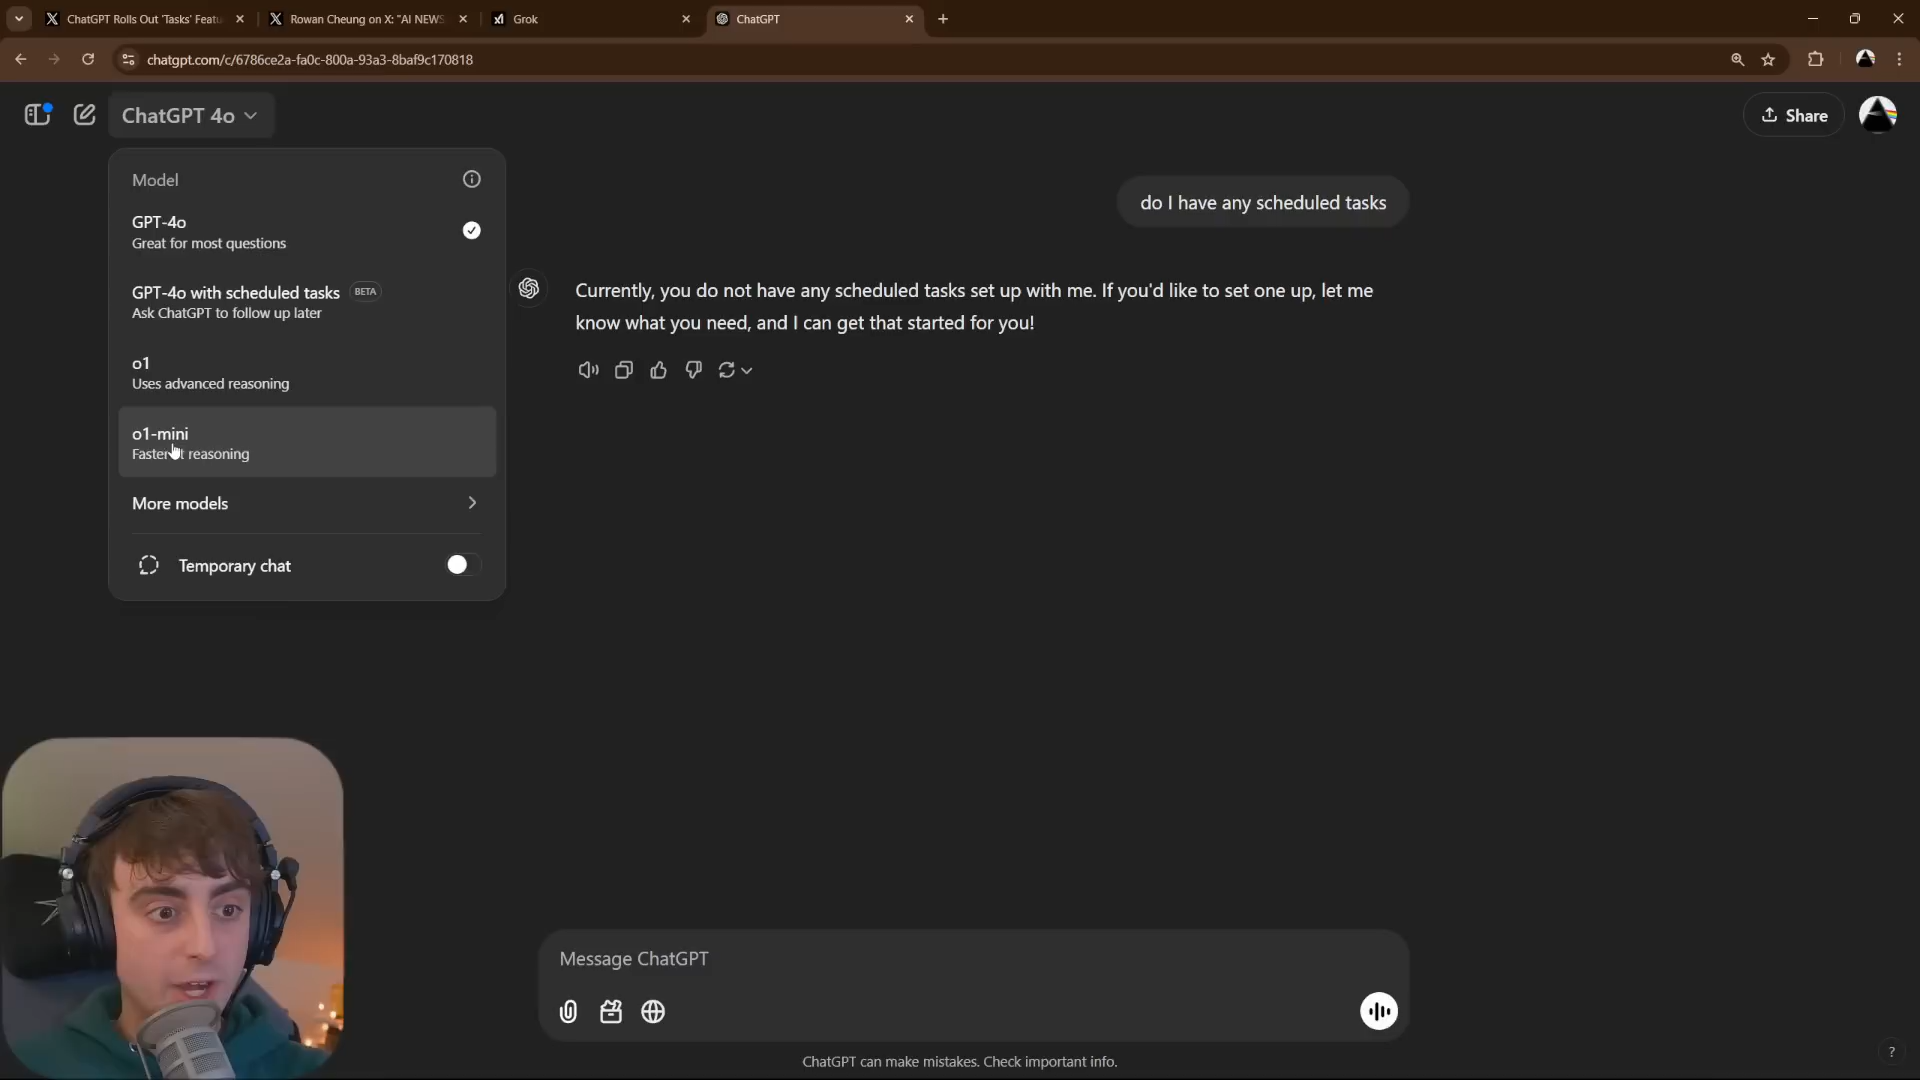 ChatGPT Rolls Out 'Tasks' Featu
Rowan Cheung on X: "AI NEWS
Grok
ChatGPT
chatgpt.com/c/6786ce2a-fa0c-800a-93a3-8baf9c170818
ChatGPT 4o
Share
Model
GPT-4o
Great for most questions
GPT-4o with scheduled tasks BETA
Ask ChatGPT to follow up later
o1
Uses advanced reasoning
o1-mini
Faster at reasoning
More models
Temporary chat
do I have any scheduled tasks
Currently, you do not have any scheduled tasks set up with me. If you'd like to set one up, let me
know what you need, and I can get that started for you!
Message ChatGPT
ChatGPT can make mistakes. Check important info.
?